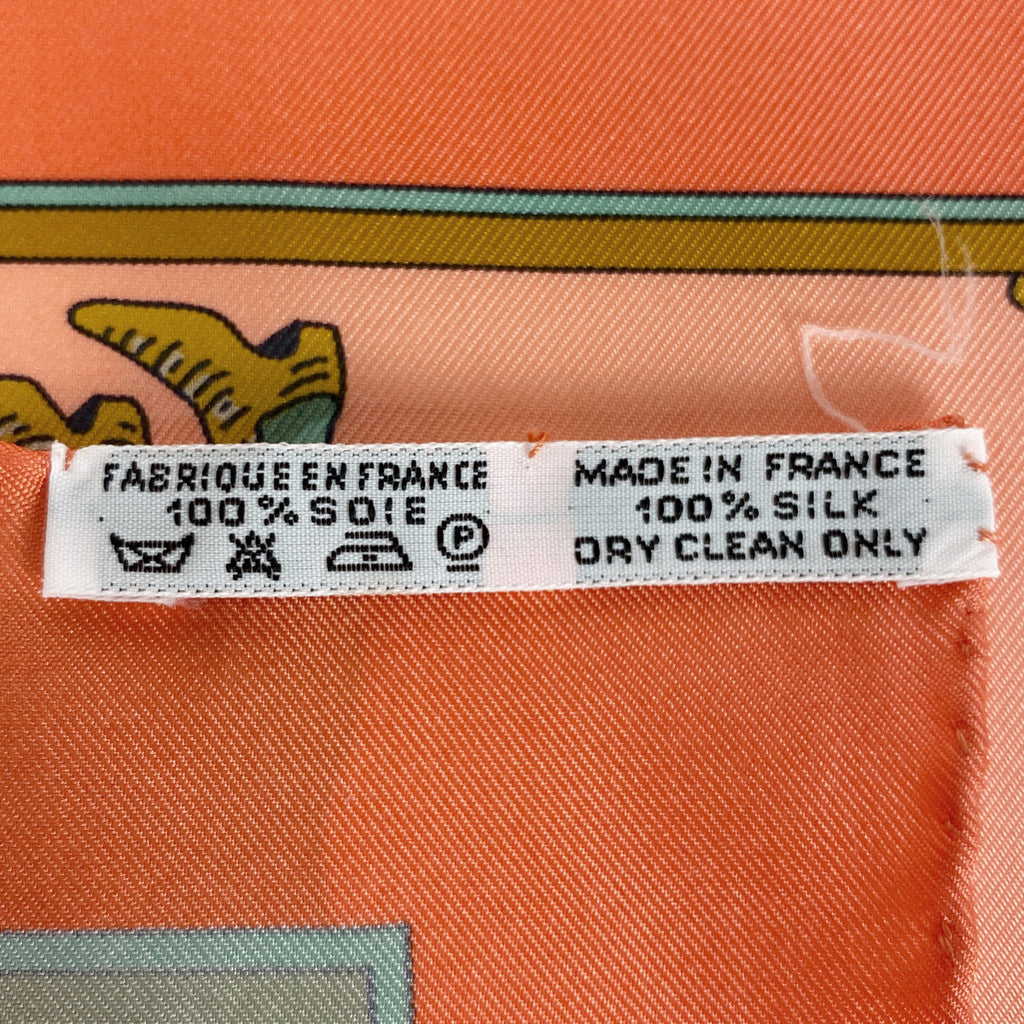 FABRIQUE EN FRANCE
100% SOIE
P
MADE IN FRANCE
100% SILK
DRY CLEAN ONLY